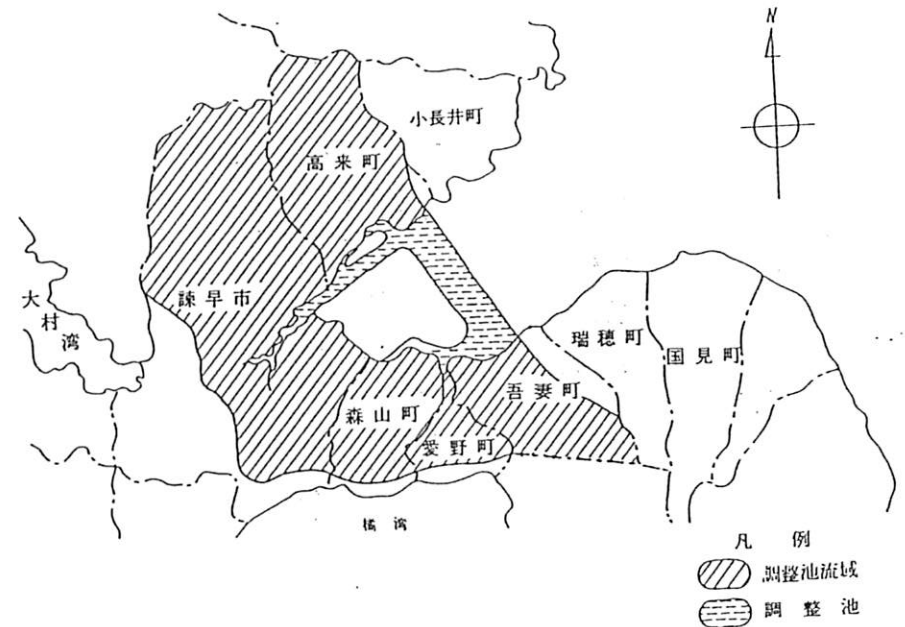 N
小長井町
高来町
大村湾
諫早市
瑞穂町
国見町
吾妻町
森山町
愛野町
橘湾
凡例
調整池流域
調整池